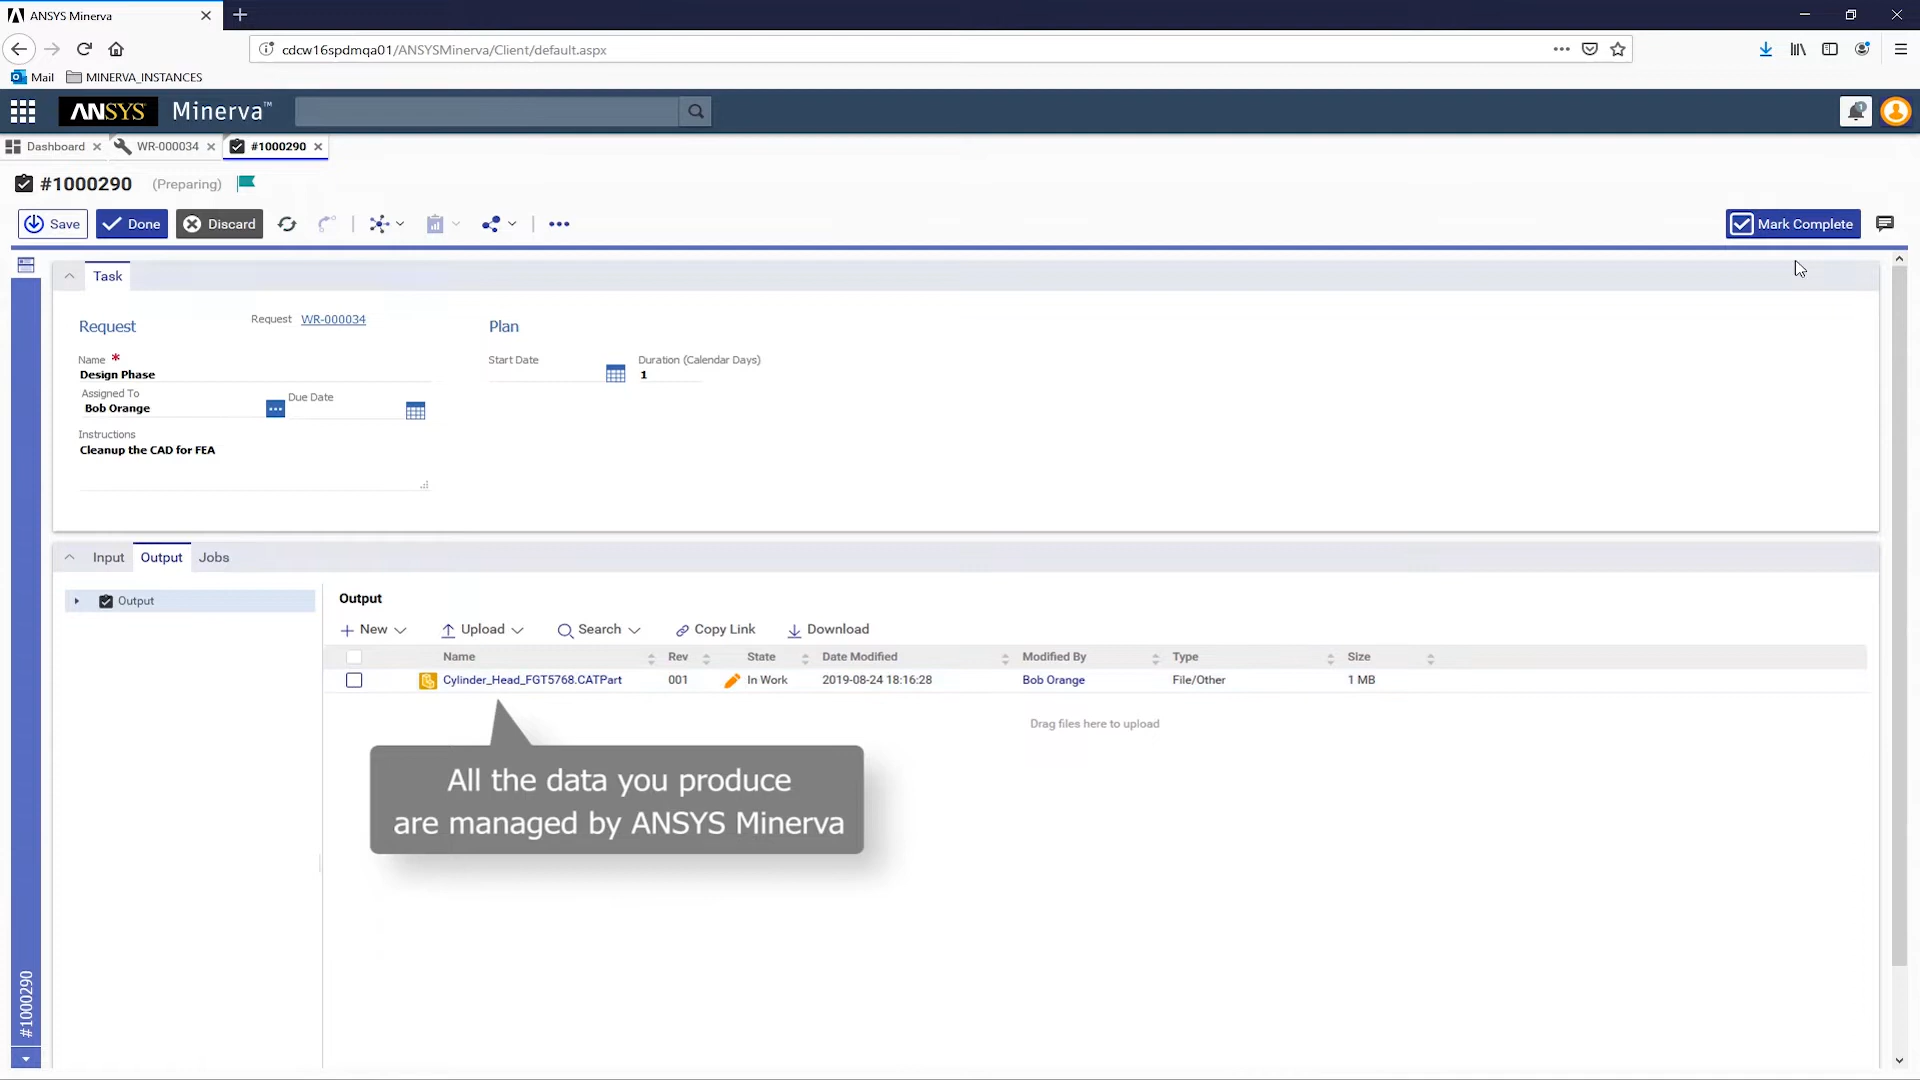 ANSYS Minerva
cdcw16spdmqa01/ANSYSMinerva/Client/default.aspx
Mail MINERVA_INSTANCES
ANSYS Minerva™
Dashboard WR-000034 #1000290
#1000290 (Preparing)
Save Done Discard Mark Complete
Task
Request Request WR-000034 Plan
Name * Start Date Duration (Calendar Days)
Design Phase 1
Assigned To Due Date
Bob Orange
Instructions
Cleanup the CAD for FEA
Input Output Jobs
Output
Output
New Upload Search Copy Link Download
Name Rev State Date Modified Modified By Type Size
Cylinder_Head_FGT5768.CATPart 001 In Work 2019-08-24 18:16:28 Bob Orange File/Other 1 MB
Drag files here to upload
All the data you produce
are managed by ANSYS Minerva
#1000290